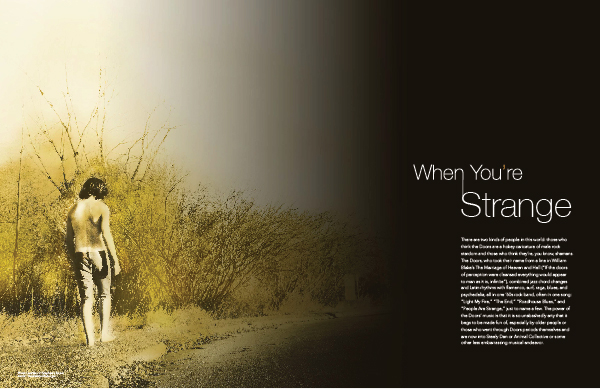 When You're
Strange
There are two kinds of people in this world: those who
think the Doors are a hokey caricature of male rock
stardom and those who think they're, you know, shamans.
The Doors, who took their name from a line in William
Blake's The Marriage of Heaven and Hell ("If the doors
of perception were cleansed everything would appear
to man as it is, infinite"), combined jazz chord changes
and Latin rhythms with flamenco, surf, raga, blues, and
psychedelia, all in one '60s rock band, often in one song:
"Light My Fire," "The End," "Roadhouse Blues," and
"People Are Strange," just to name a few. The power of
the Doors' music is that it is so unabashedly arty that it
begs to be made fun of, especially by older people or
those who went through Doors periods themselves and
are now into Steely Dan or Animal Collective or some
other less embarrassing musical endeavor.